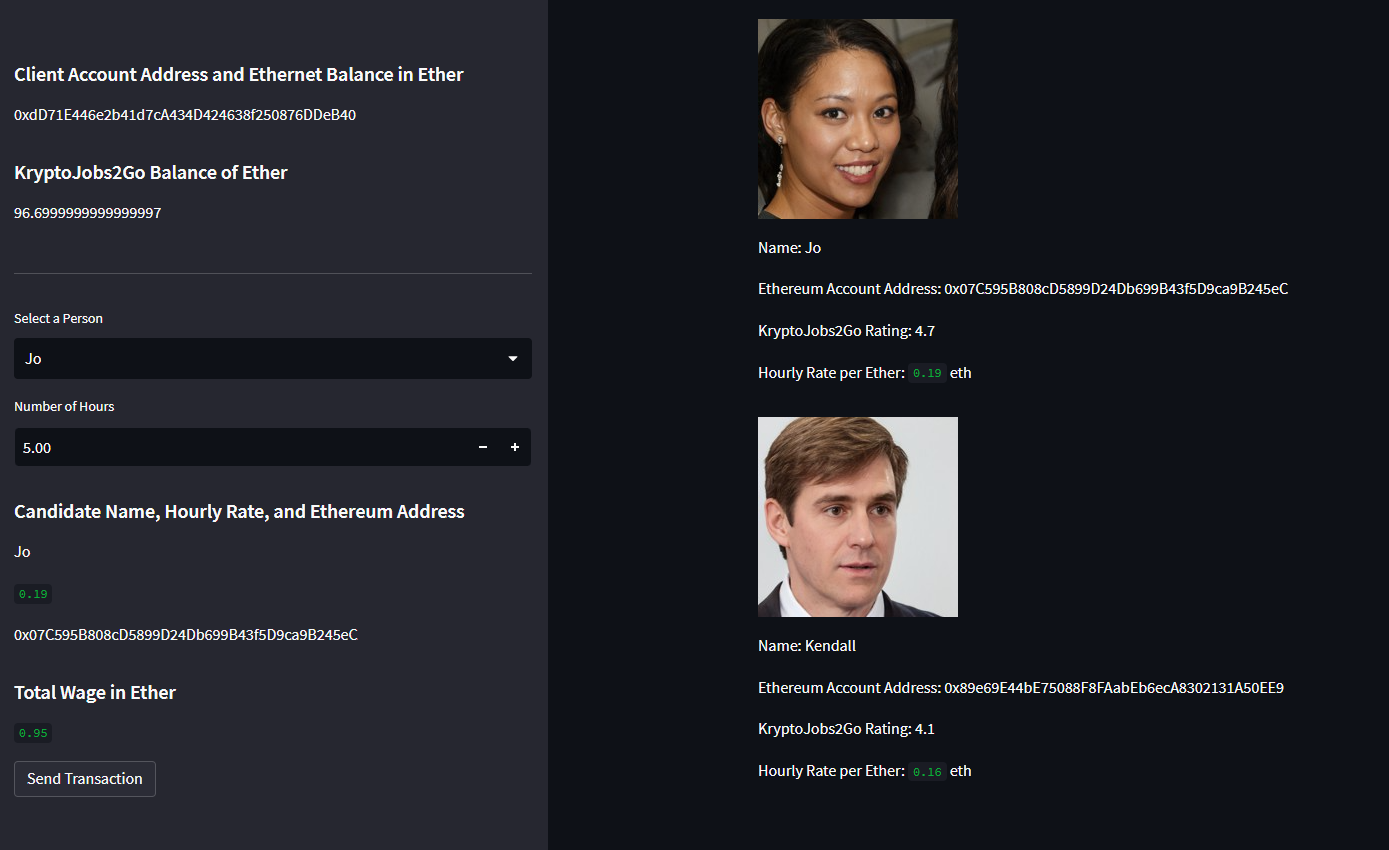 Client Account Address and Ethernet Balance in Ether
0xdD71E446e2b41d7cA434D424638f250876DDeB40
KryptoJobs2Go Balance of Ether
96.6999999999999997
Select a Person
Jo
Number of Hours
5.00
Candidate Name, Hourly Rate, and Ethereum Address
Jo
0.19
0x07C595B808cD5899D24Db699B43f5D9ca9B245eC
Total Wage in Ether
0.95
Send Transaction
Name: Jo
Ethereum Account Address: 0x07C595B808cD5899D24Db699B43f5D9ca9B245eC
KryptoJobs2Go Rating: 4.7
Hourly Rate per Ether: 0.19 eth
Name: Kendall
Ethereum Account Address: 0x89e69E44bE75088F8FAabEb6ecA8302131A50EE9
KryptoJobs2Go Rating: 4.1
Hourly Rate per Ether: 0.16 eth